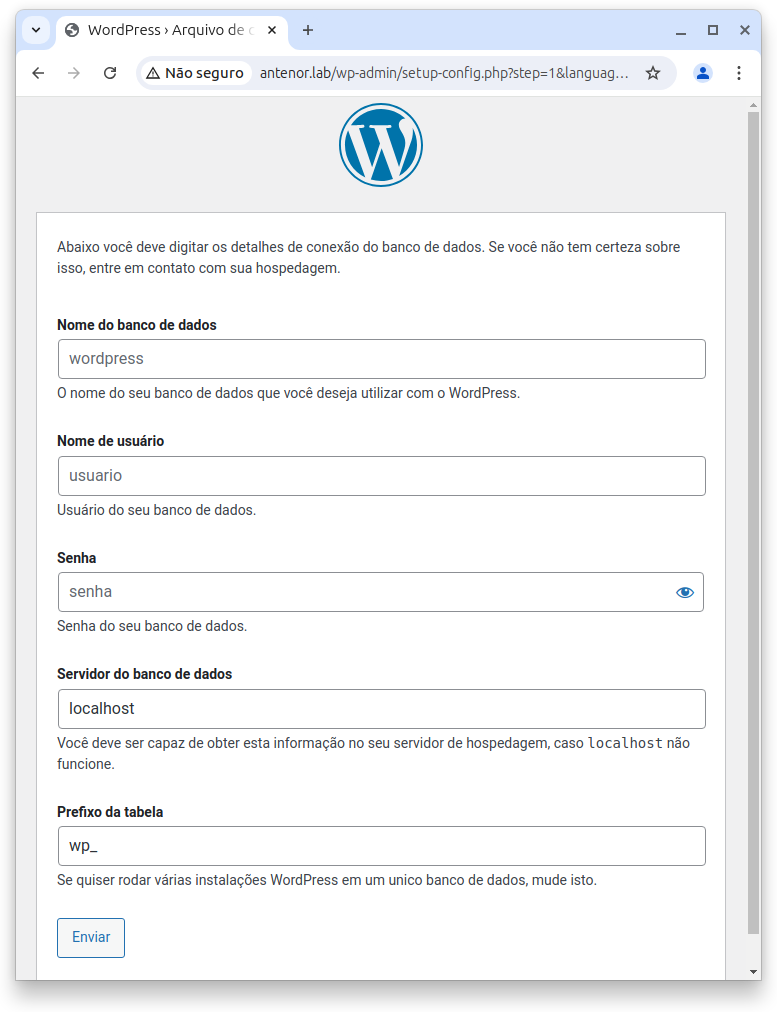 WordPress › Arquivo de
Não seguro antenor.lab/wp-admin/setup-config.php?step=1&languag...
Abaixo você deve digitar os detalhes de conexão do banco de dados. Se você não tem certeza sobre
isso, entre em contato com sua hospedagem.
Nome do banco de dados
wordpress
O nome do seu banco de dados que você deseja utilizar com o WordPress.
Nome de usuário
usuario
Usuário do seu banco de dados.
Senha
senha
Senha do seu banco de dados.
Servidor do banco de dados
localhost
Você deve ser capaz de obter esta informação no seu servidor de hospedagem, caso localhost não
funcione.
Prefixo da tabela
wp_
Se quiser rodar várias instalações WordPress em um unico banco de dados, mude isto.
Enviar